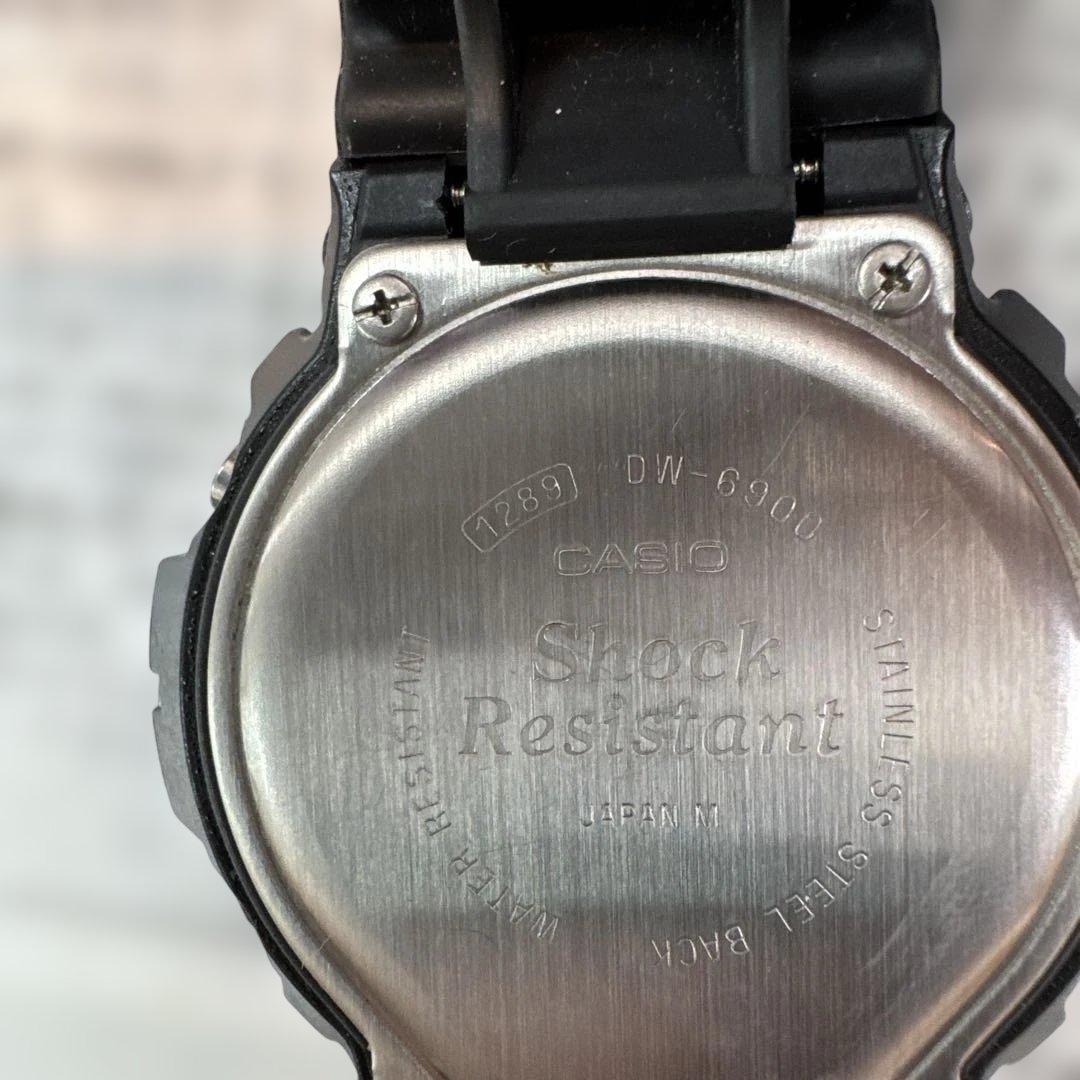 1289 DW-6900
CASIO
Shock
Resistant
JAPAN M
WATER RESISTANT
STAINLESS STEEL BACK